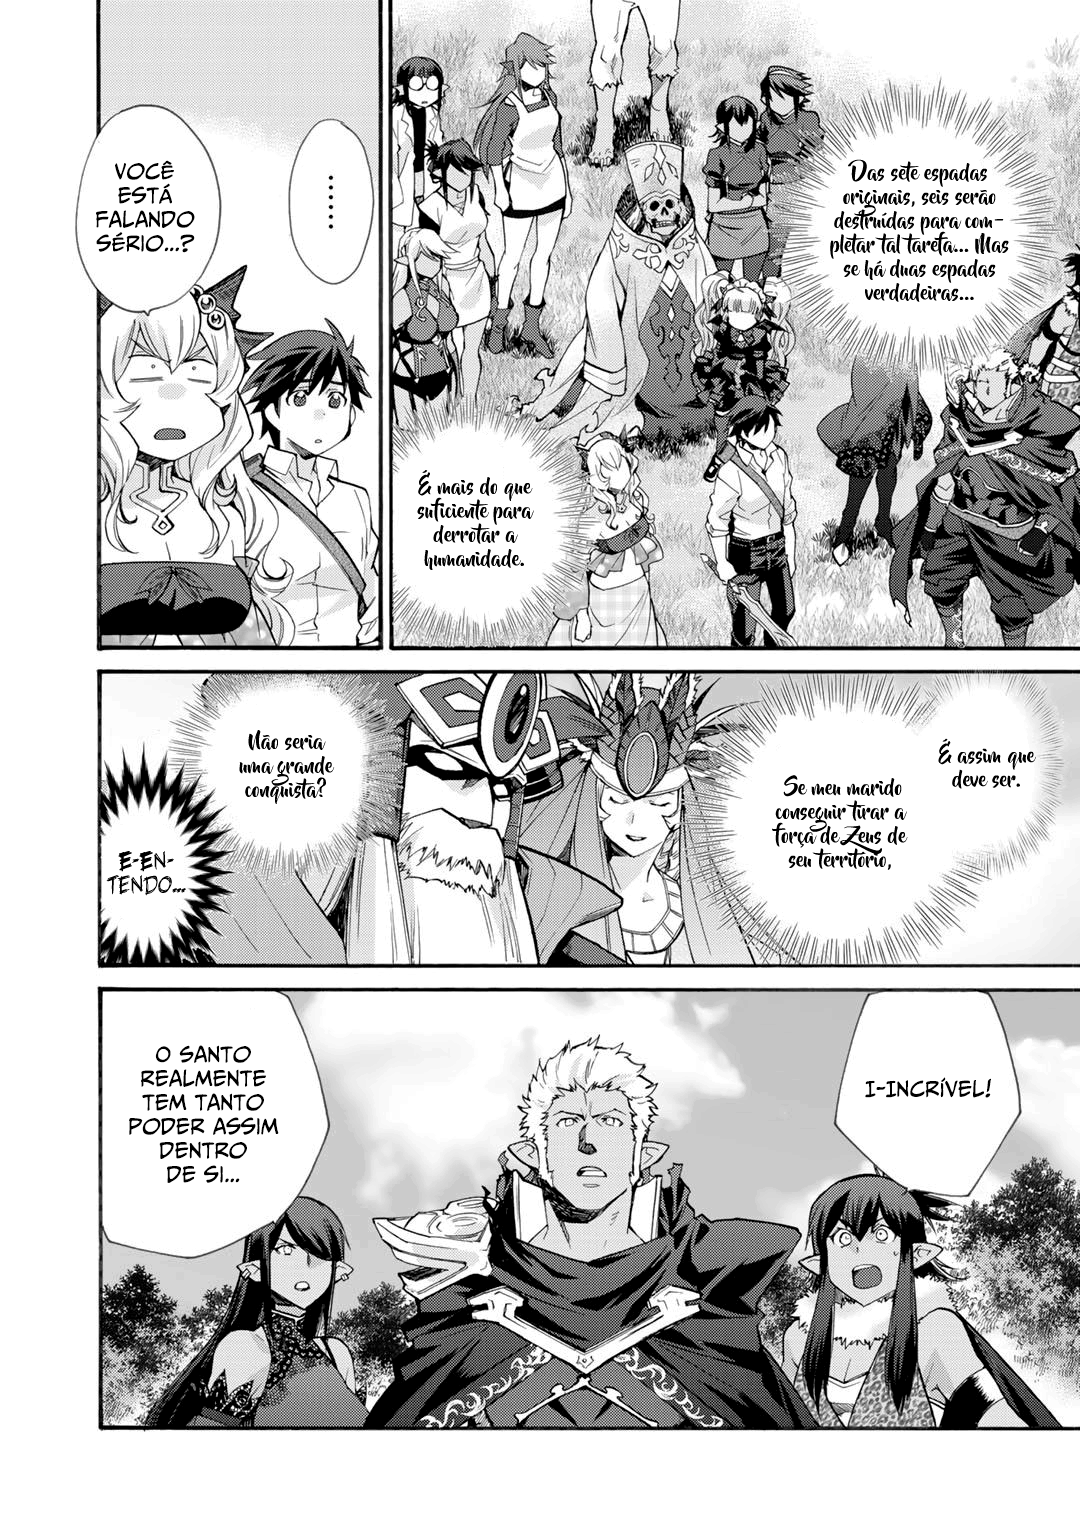 Das sete espadas
originais, seis serão
destruídas para com-
pletar tal tarefa... Mas
se há duas espadas
verdadeiras...
É mais do que
suficiente para
derrotar a
humanidade.
......
VOCÊ
ESTÁ
FALANDO
SÉRIO...?
É assim que
deve ser.
Se meu marido
conseguir tirar a
força de Zeus de
seu território,
Não seria
uma grande
conquista?
E-EN-
TENDO...
I-INCRÍVEL!
O SANTO
REALMENTE
TEM TANTO
PODER ASSIM
DENTRO
DE SI...